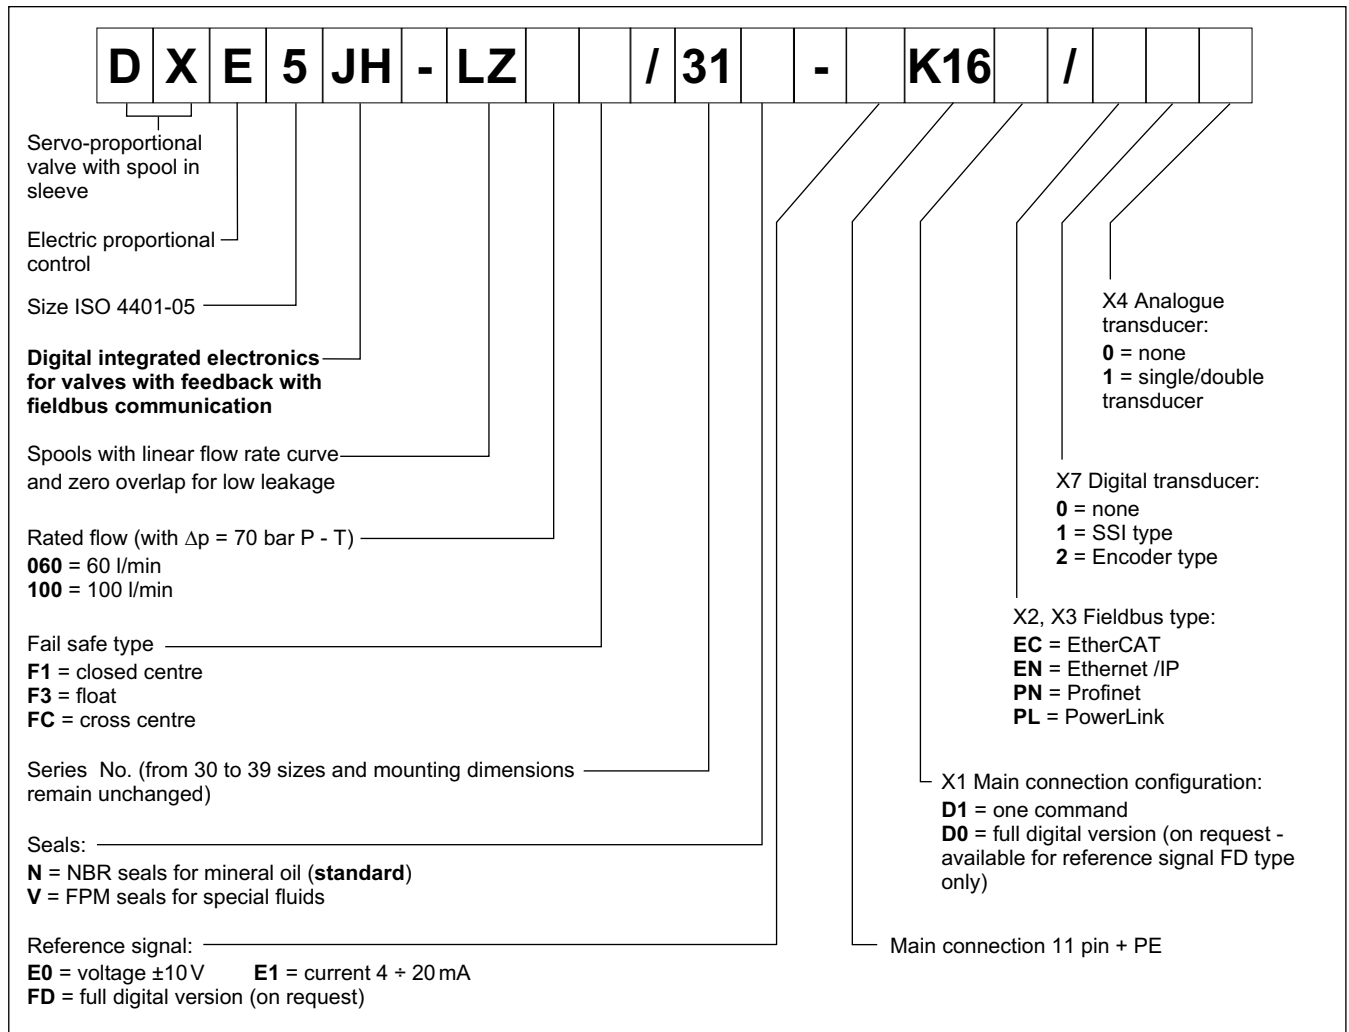 D X E 5 JH - LZ / 31 - K16 /
Servo-proportional
valve with spool in
sleeve
Electric proportional
control
Size ISO 4401-05
Digital integrated electronics
for valves with feedback with
fieldbus communication
Spools with linear flow rate curve
and zero overlap for low leakage
Rated flow (with ∆p = 70 bar P - T)
060 = 60 l/min
100 = 100 l/min
Fail safe type
F1 = closed centre
F3 = float
FC = cross centre
Series No. (from 30 to 39 sizes and mounting dimensions
remain unchanged)
Seals:
N = NBR seals for mineral oil (standard)
V = FPM seals for special fluids
Reference signal:
E0 = voltage ±10 V E1 = current 4 ÷ 20 mA
FD = full digital version (on request)
X4 Analogue
transducer:
0 = none
1 = single/double
transducer
X7 Digital transducer:
0 = none
1 = SSI type
2 = Encoder type
X2, X3 Fieldbus type:
EC = EtherCAT
EN = Ethernet /IP
PN = Profinet
PL = PowerLink
X1 Main connection configuration:
D1 = one command
D0 = full digital version (on request -
available for reference signal FD type
only)
Main connection 11 pin + PE